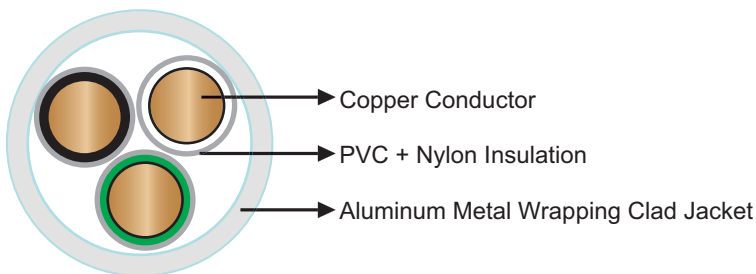 Copper Conductor
PVC + Nylon Insulation
Aluminum Metal Wrapping Clad Jacket